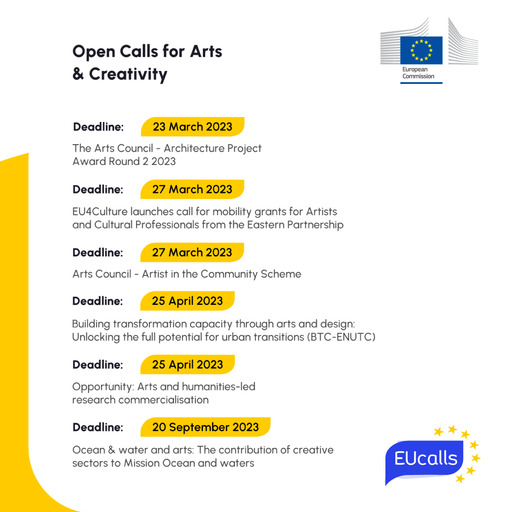 Open Calls for Arts
& Creativity
European
Commission
Deadline: 23 March 2023
The Arts Council - Architecture Project
Award Round 2 2023
Deadline: 27 March 2023
EU4Culture launches call for mobility grants for Artists
and Cultural Professionals from the Eastern Partnership
Deadline: 27 March 2023
Arts Council - Artist in the Community Scheme
Deadline: 25 April 2023
Building transformation capacity through arts and design:
Unlocking the full potential for urban transitions (BTC-ENUTC)
Deadline: 25 April 2023
Opportunity: Arts and humanities-led
research commercialisation
Deadline: 20 September 2023
Ocean & water and arts: The contribution of creative
sectors to Mission Ocean and waters
EUcalls